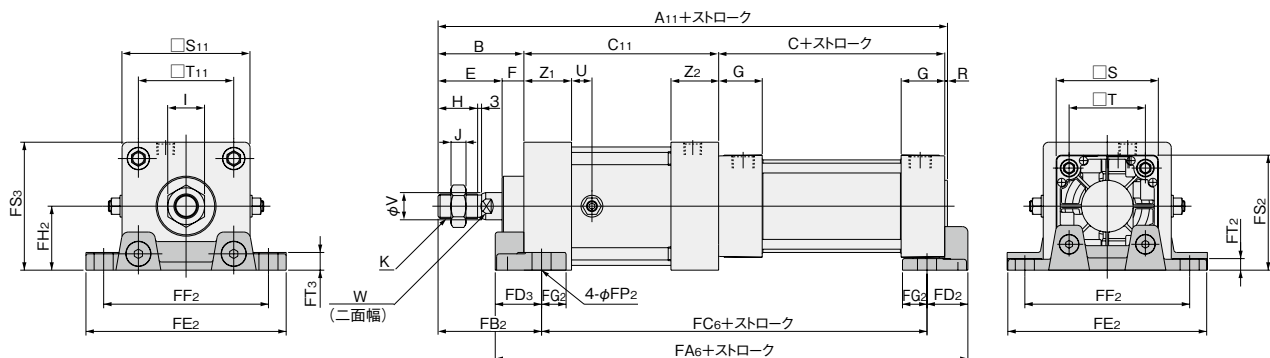 A11+ストローク
□S11
B
C11
C+ストローク
□S
□T11
E
F
Z1
U
Z2
G
G
R
□T
I
H
3
J
FS3
FH2
φV
FS2
FT2
K
FT3
W
(二面幅)
4-φFP2
FF2
FD3
FG2
FG2
FD2
FF2
FE2
FB2
FC6+ストローク
FE2
FA6+ストローク